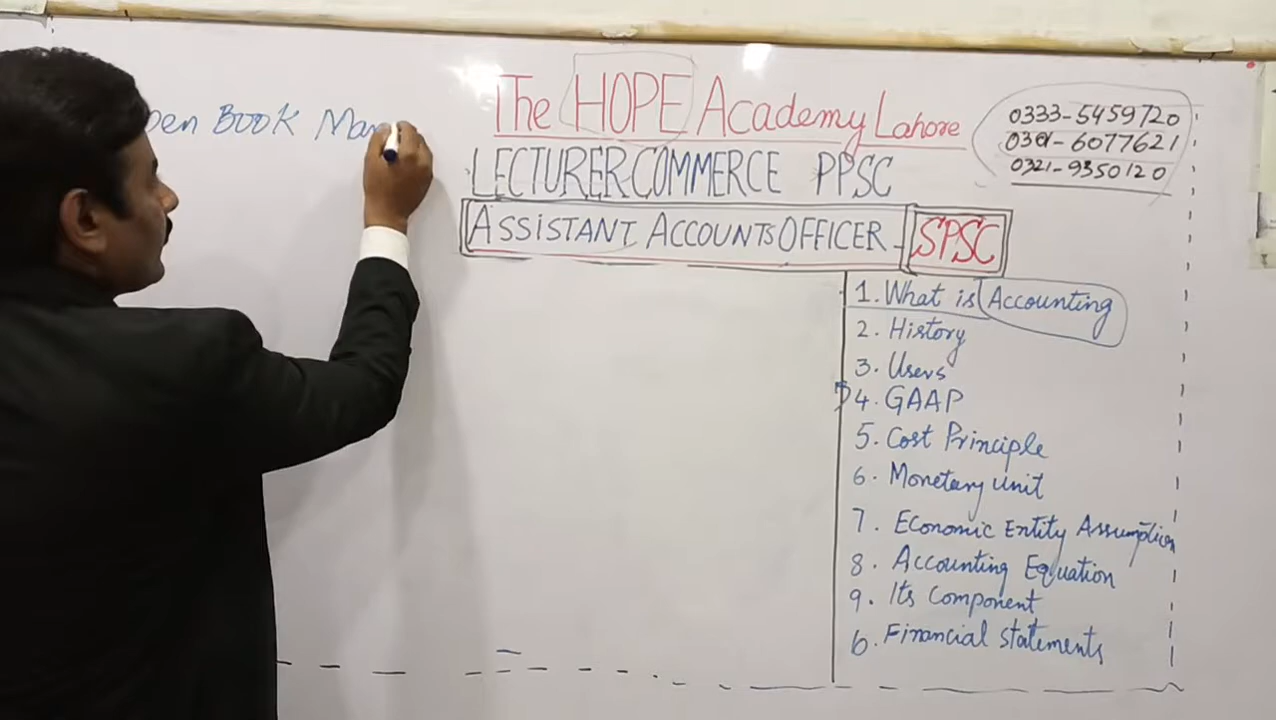 pen Book Man
The HOPE Academy Lahore
0333-5459720
0301-6077621
0321-9350120
LECTURER COMMERCE PPSC
ASSISTANT ACCOUNTS OFFICER - SPSC
1. What is Accounting
2. History
3. Users
4. GAAP
5. Cost Principle
6. Monetary unit
7. Economic Entity Assumption
8. Accounting Equation
9. Its Component
6. Financial statements